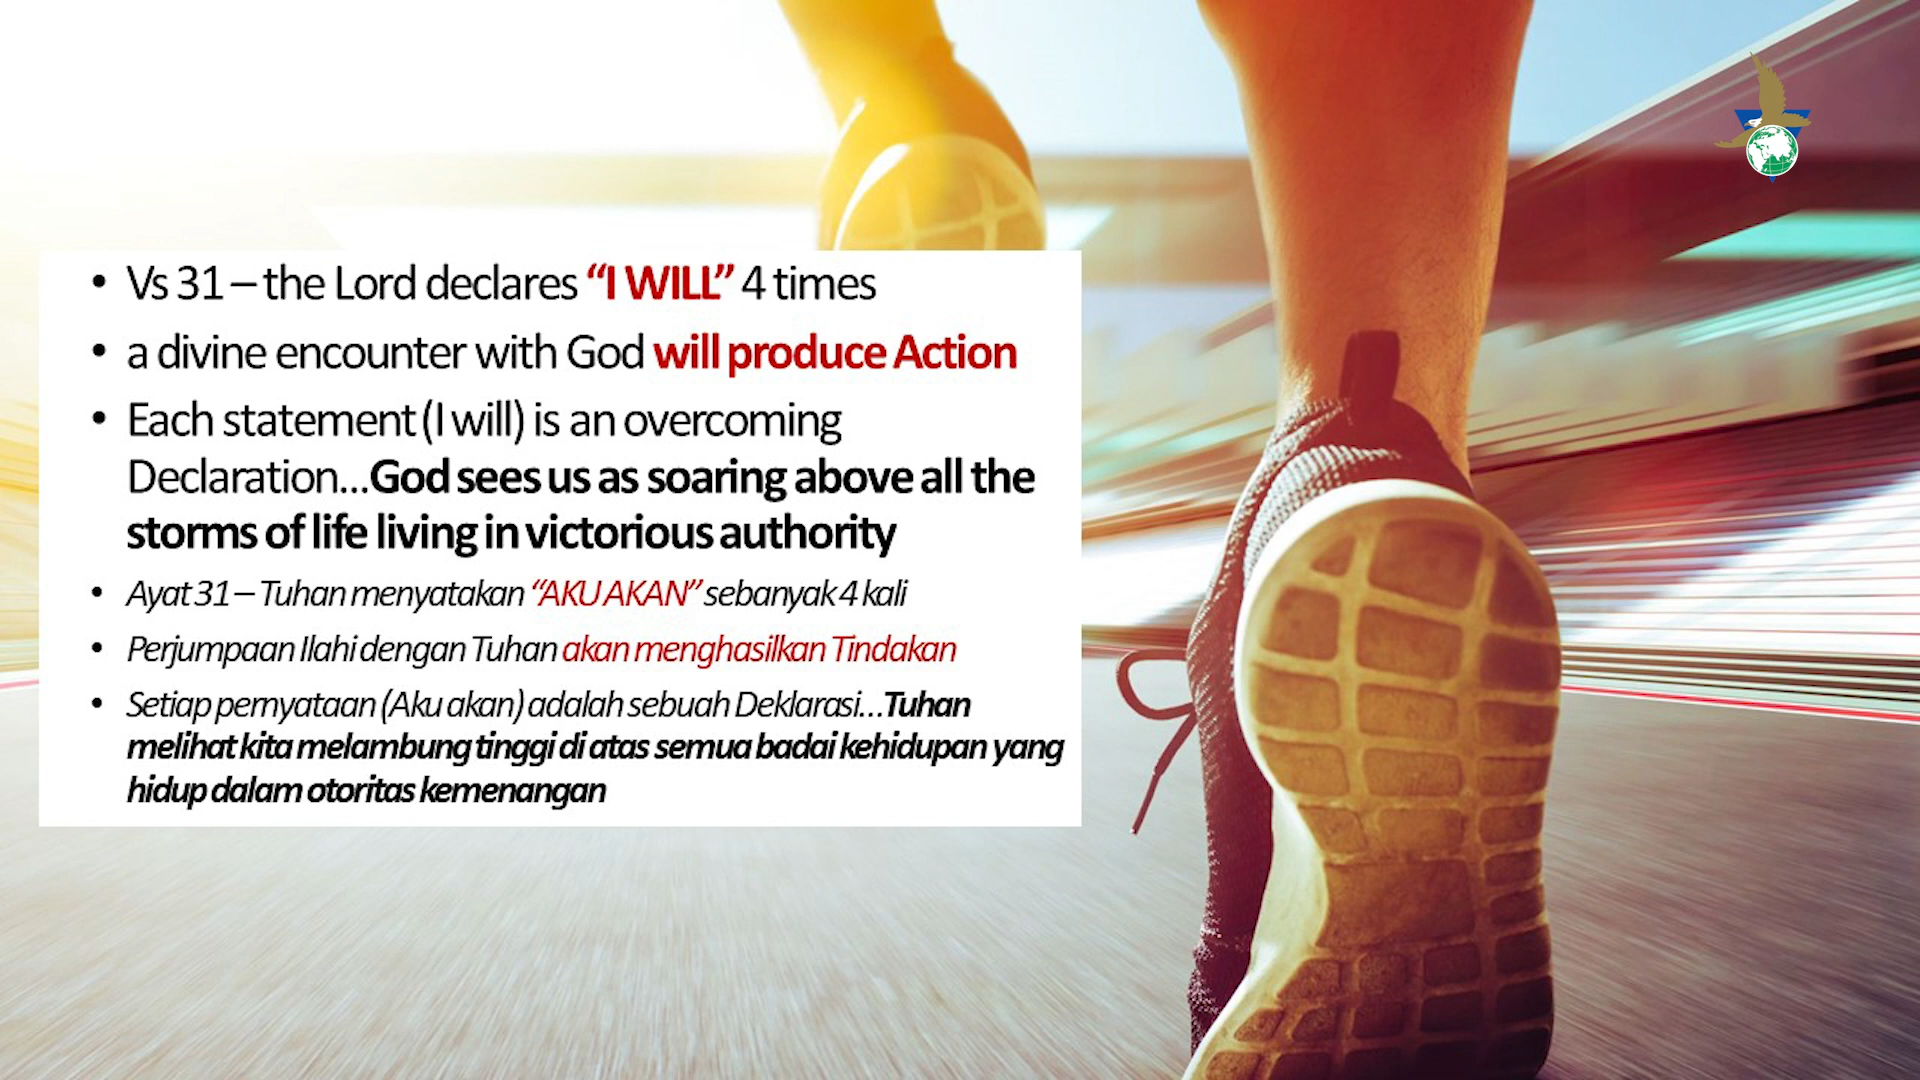 • Vs 31 – the Lord declares “I WILL” 4 times
• a divine encounter with God will produce Action
• Each statement (I will) is an overcoming
Declaration...God sees us as soaring above all the
storms of life living in victorious authority
• Ayat 31 – Tuhan menyatakan “AKU AKAN” sebanyak 4 kali
• Perjumpaan Ilahi dengan Tuhan akan menghasilkan Tindakan
• Setiap pernyataan (Aku akan) adalah sebuah Deklarasi...Tuhan
melihat kita melambung tinggi di atas semua badai kehidupan yang
hidup dalam otoritas kemenangan